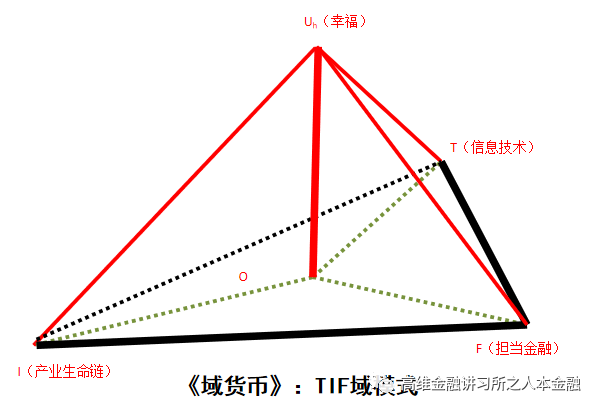 Uh（幸福）
T（信息技术）
O
F（担当金融）
I（产业生命链）
《域货币》：TIF域模式
高维金融讲习所之人本金融